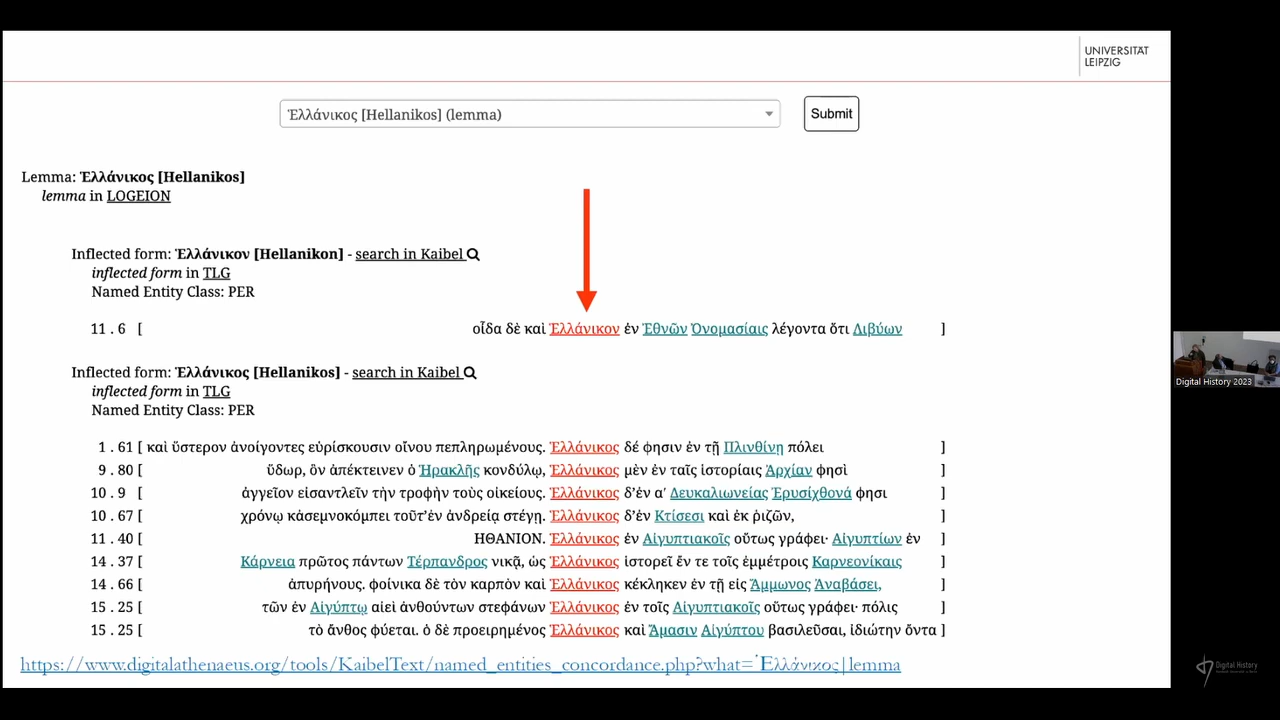 UNIVERSITÄT
LEIPZIG
Ἑλλάνικος [Hellanikos] (lemma)
Submit
Lemma: Ἑλλάνικος [Hellanikos]
lemma in LOGEION
Inflected form: Ἑλλάνικον [Hellanikon] - search in Kaibel
inflected form in TLG
Named Entity Class: PER
11 . 6 [ οἶδα δὲ καὶ Ἑλλάνικον ἐν Ἐθνῶν Ὀνομασίαις λέγοντα ὅτι Λιβύων ]
Inflected form: Ἑλλάνικος [Hellanikos] - search in Kaibel
inflected form in TLG
Named Entity Class: PER
1 . 61 [ καὶ ὕστερον ἀνοίγοντες εὑρίσκουσιν οἴνου πεπληρωμένους. Ἑλλάνικος δέ φησιν ἐν τῇ Πλινθίνῃ πόλει ]
9 . 80 [ ὕδωρ, ὃν ἀπέκτεινεν ὁ Ἡρακλῆς κονδύλῳ, Ἑλλάνικος μὲν ἐν ταῖς ἱστορίαις Ἀρχίαν φησὶ ]
10 . 9 [ ἀγγεῖον εἰσαντλεῖν τὴν τροφὴν τοὺς οἰκείους. Ἑλλάνικος δ’ἐν α′ Δευκαλιωνείας Ἐρυσίχθονά φησι ]
10 . 67 [ χρόνῳ κἀσεμνοκόμπει τοῦτ’ἐν ἀνδρείᾳ στέγῃ. Ἑλλάνικος δ’ἐν Κτίσεσι καὶ ἐκ ῥιζῶν, ]
11 . 40 [ ΗΘΑΝΙΟΝ. Ἑλλάνικος ἐν Αἰγυπτιακοῖς οὕτως γράφει· Αἰγυπτίων ἐν ]
14 . 37 [ Κάρνεια πρῶτος πάντων Τέρπανδρος νικᾷ, ὡς Ἑλλάνικος ἱστορεῖ ἔν τε τοῖς ἐμμέτροις Καρνεονίκαις ]
14 . 66 [ ἀπυρήνους. φοίνικα δὲ τὸν καρπὸν καὶ Ἑλλάνικος κέκληκεν ἐν τῇ εἰς Ἄμμωνος Ἀναβάσει, ]
15 . 25 [ τῶν ἐν Αἰγύπτῳ αἰεὶ ἀνθούντων στεφάνων Ἑλλάνικος ἐν τοῖς Αἰγυπτιακοῖς οὕτως γράφει· πόλις ]
15 . 25 [ τὸ ἄνθος φύεται. ὁ δὲ προειρημένος Ἑλλάνικος καὶ Ἄμασιν Αἰγύπτου βασιλεῦσαι, ἰδιώτην ὄντα ]
https://www.digitalathenaeus.org/tools/KaibelText/named_entities_concordance.php?what=Ἑλλάνικος|lemma
Digital History 2023
Digital History